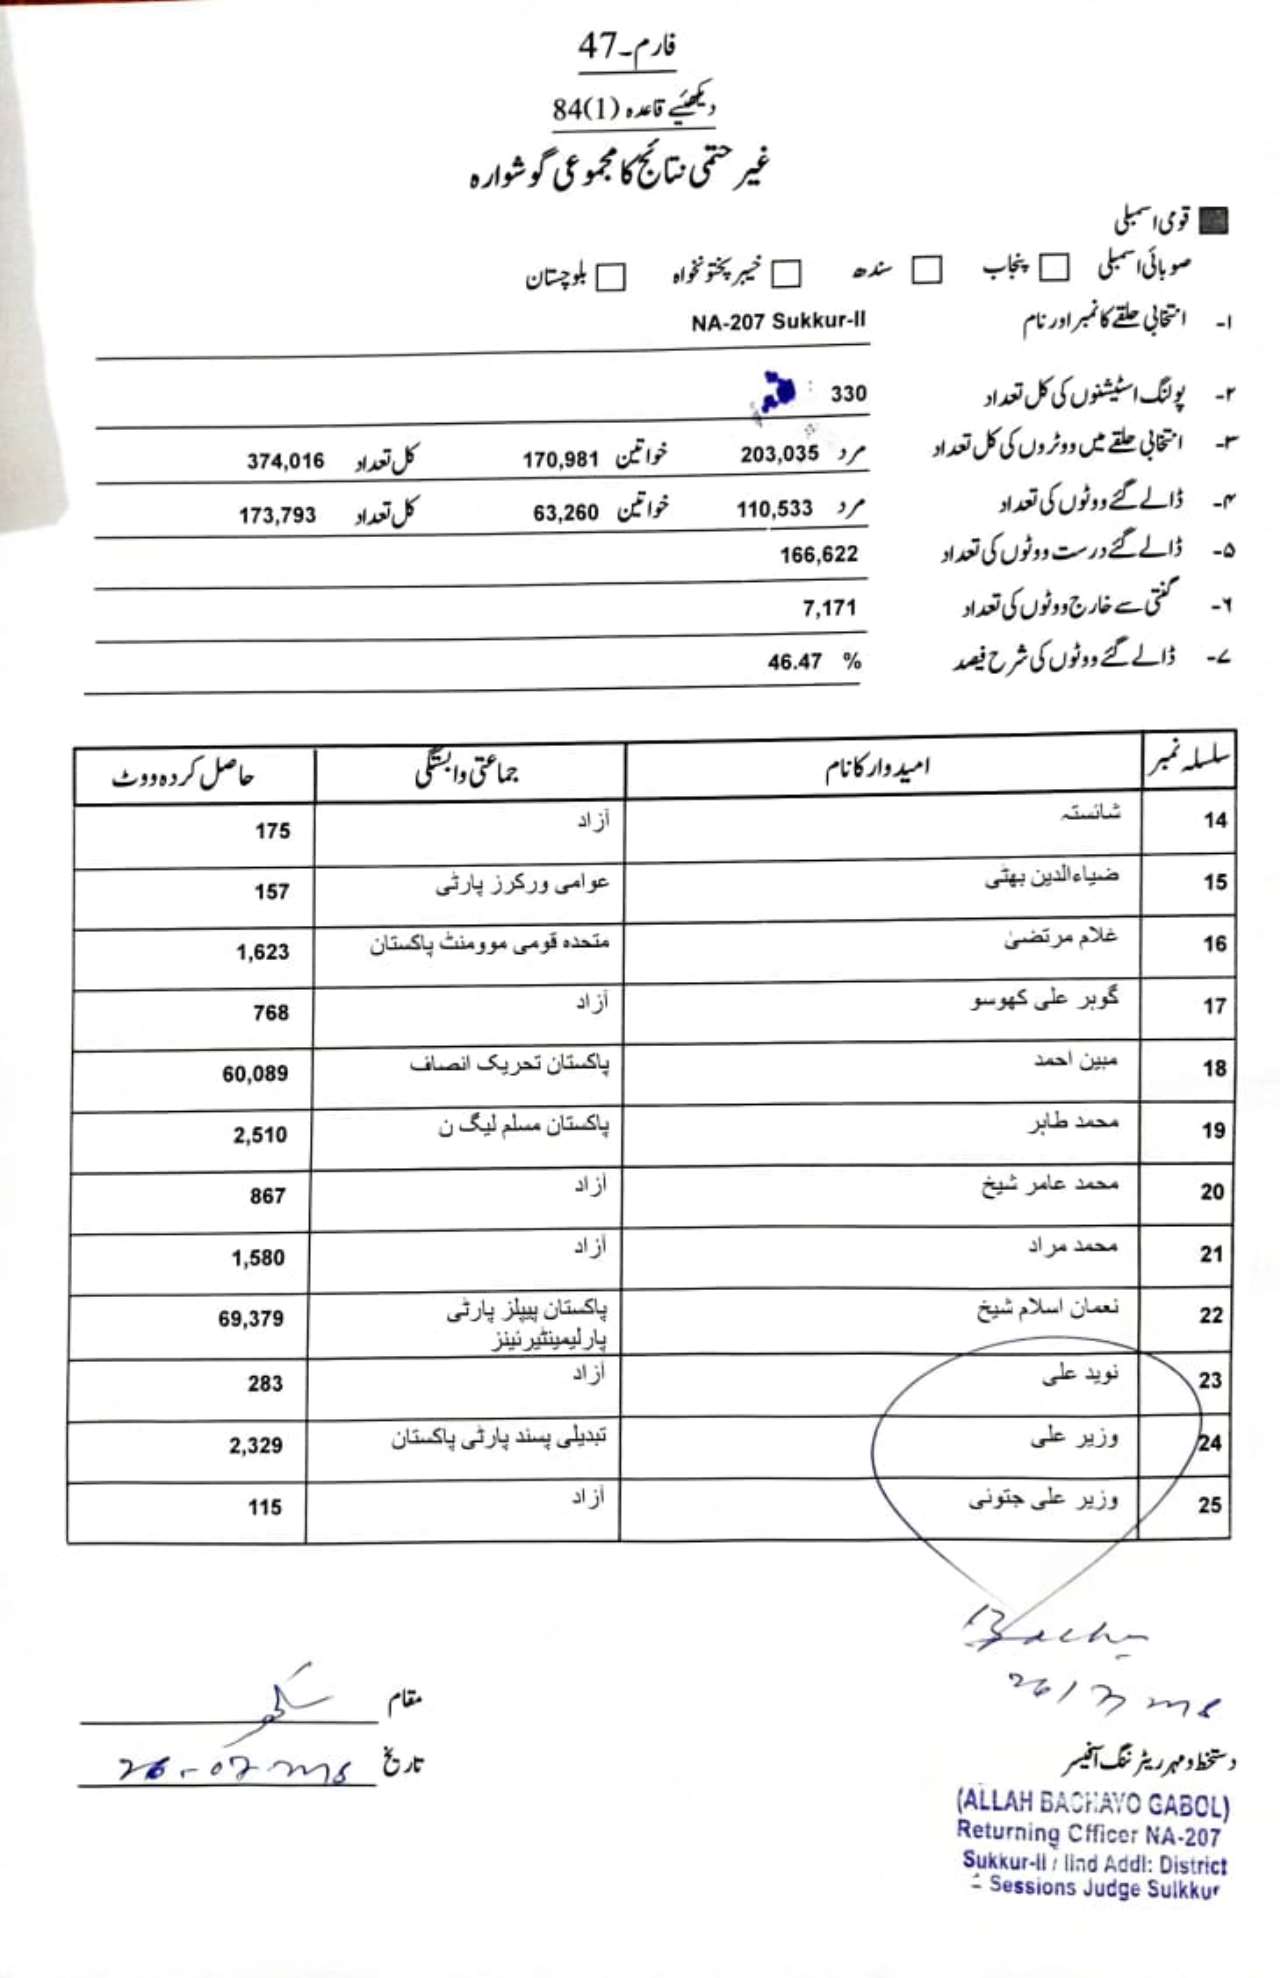 فارم۔47
دیکھئیے قاعدہ (1)84
غیر حتمی نتائج کا مجموعی گوشوارہ
قومی اسمبلی
صوبائی اسمبلی پنجاب سندھ خیبر پختونخواہ بلوچستان
۱- انتخابی حلقے کا نمبر اور نام NA-207 Sukkur-II
۲- پولنگ اسٹیشنوں کی کل تعداد 330
۳- انتخابی حلقے میں ووٹروں کی کل تعداد مرد 203,035 خواتین 170,981 کل تعداد 374,016
۴- ڈالے گئے ووٹوں کی تعداد مرد 110,533 خواتین 63,260 کل تعداد 173,793
۵- ڈالے گئے درست ووٹوں کی تعداد 166,622
۶- گنتی سے خارج ووٹوں کی تعداد 7,171
۷- ڈالے گئے ووٹوں کی شرح فیصد 46.47 %
سلسلہ نمبر امیدوار کا نام جماعتی وابستگی حاصل کردہ ووٹ
14 شائستہ آزاد 175
15 ضیاءالدین بھٹی عوامی ورکرز پارٹی 157
16 غلام مرتضیٰ متحدہ قومی موومنٹ پاکستان 1,623
17 گوہر علی کھوسو آزاد 768
18 مبین احمد پاکستان تحریک انصاف 60,089
19 محمد طاہر پاکستان مسلم لیگ ن 2,510
20 محمد عامر شیخ آزاد 867
21 محمد مراد آزاد 1,580
22 نعمان اسلام شیخ پاکستان پیپلز پارٹی 69,379
پارلیمینٹیرئینز
23 نوید علی آزاد 283
24 وزیر علی تبدیلی پسند پارٹی پاکستان 2,329
25 وزیر علی جتوئی آزاد 115
مقام سکھر
تاریخ 26-07-2018
دستخط و مہر ریٹرننگ آفیسر
(ALLAH BACHAYO GABOL)
Returning Officer NA-207
Sukkur-II / IInd Addl: District
Sessions Judge Sukkur